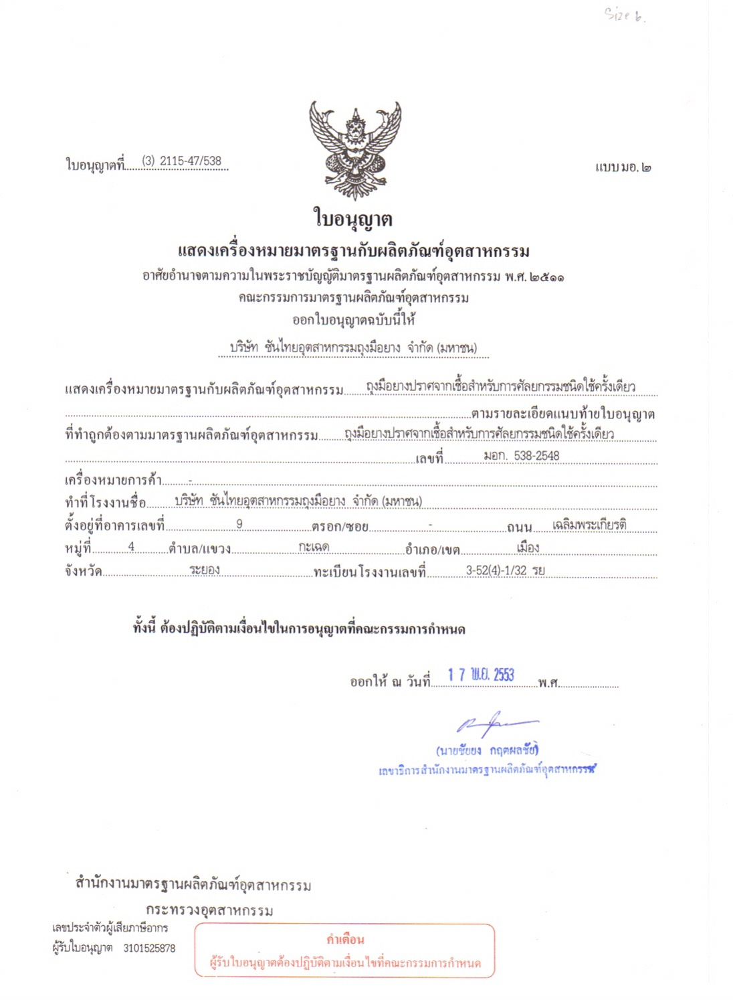 Size 6.
ใบอนุญาตที่ (3) 2115-47/538
แบบ มอ. ๒
ใบอนุญาต
แสดงเครื่องหมายมาตรฐานกับผลิตภัณฑ์อุตสาหกรรม
อาศัยอำนาจตามความในพระราชบัญญัติมาตรฐานผลิตภัณฑ์อุตสาหกรรม พ.ศ. ๒๕๑๑
คณะกรรมการมาตรฐานผลิตภัณฑ์อุตสาหกรรม
ออกใบอนุญาตฉบับนี้ให้
บริษัท ซันไทยอุตสาหกรรมถุงมือยาง จำกัด (มหาชน)
แสดงเครื่องหมายมาตรฐานกับผลิตภัณฑ์อุตสาหกรรม ถุงมือยางปราศจากเชื้อสำหรับการศัลยกรรมชนิดใช้ครั้งเดียว
ตามรายละเอียดแนบท้ายใบอนุญาต
ที่ทำถูกต้องตามมาตรฐานผลิตภัณฑ์อุตสาหกรรม ถุงมือยางปราศจากเชื้อสำหรับการศัลยกรรมชนิดใช้ครั้งเดียว
เลขที่ มอก. 538-2548
เครื่องหมายการค้า -
ทำที่โรงงานชื่อ บริษัท ซันไทยอุตสาหกรรมถุงมือยาง จำกัด (มหาชน)
ตั้งอยู่ที่อาคารเลขที่ 9 ตรอก/ซอย - ถนน เฉลิมพระเกียรติ
หมู่ที่ 4 ตำบล/แขวง กะเฉด อำเภอ/เขต เมือง
จังหวัด ระยอง ทะเบียนโรงงานเลขที่ 3-52(4)-1/32 รย
ทั้งนี้ ต้องปฏิบัติตามเงื่อนไขในการอนุญาตที่คณะกรรมการกำหนด
ออกให้ ณ วันที่ 17 พ.ย. 2553 พ.ศ.
(นายชัยยง กฤตผลชัย)
เลขาธิการสำนักงานมาตรฐานผลิตภัณฑ์อุตสาหกรรม
สำนักงานมาตรฐานผลิตภัณฑ์อุตสาหกรรม
กระทรวงอุตสาหกรรม
เลขประจำตัวผู้เสียภาษีอากร
ผู้รับใบอนุญาต 3101525878
คำเตือน
ผู้รับใบอนุญาตต้องปฏิบัติตามเงื่อนไขที่คณะกรรมการกำหนด